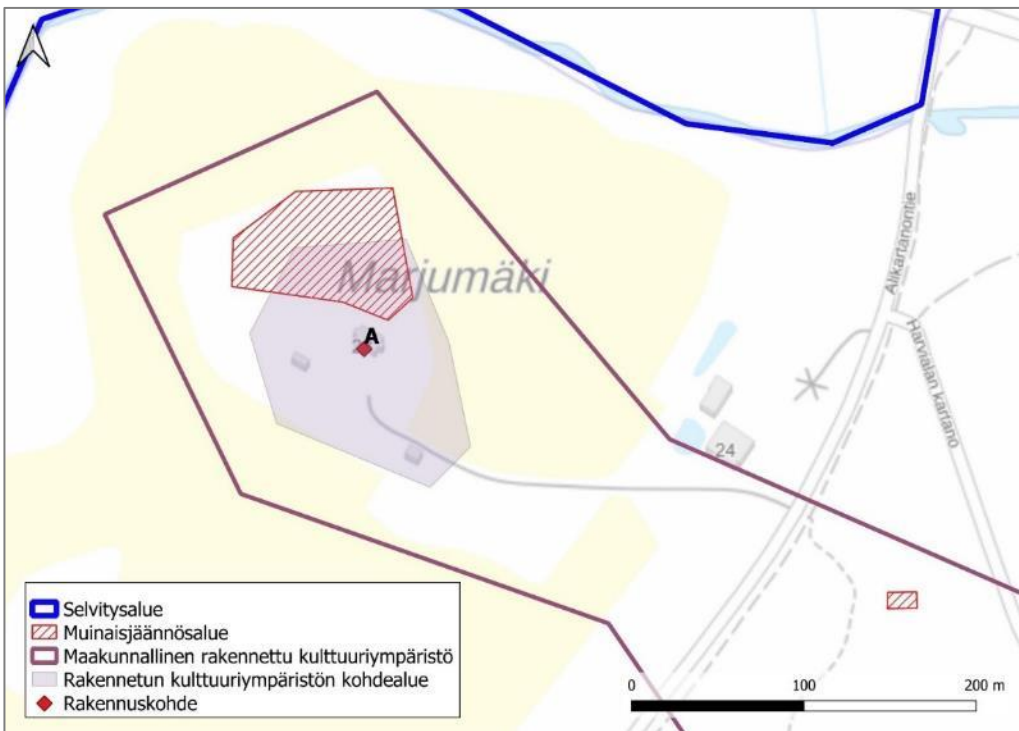 Marjumäki
A
24
Alikartanontie
Harvialan kartano
Selvitysalue
Muinaisjäännösalue
Maakunnallinen rakennettu kulttuuriympäristö
Rakennetun kulttuuriympäristön kohdealue
Rakennuskohde
0 100 200 m